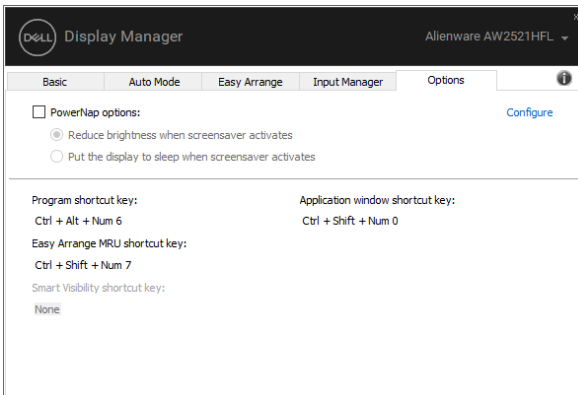 DELL Display Manager Alienware AW2521HFL
Basic Auto Mode Easy Arrange Input Manager Options
PowerNap options: Configure
Reduce brightness when screensaver activates
Put the display to sleep when screensaver activates
Program shortcut key: Application window shortcut key:
Ctrl + Alt + Num 6 Ctrl + Shift + Num 0
Easy Arrange MRU shortcut key:
Ctrl + Shift + Num 7
Smart Visibility shortcut key:
None